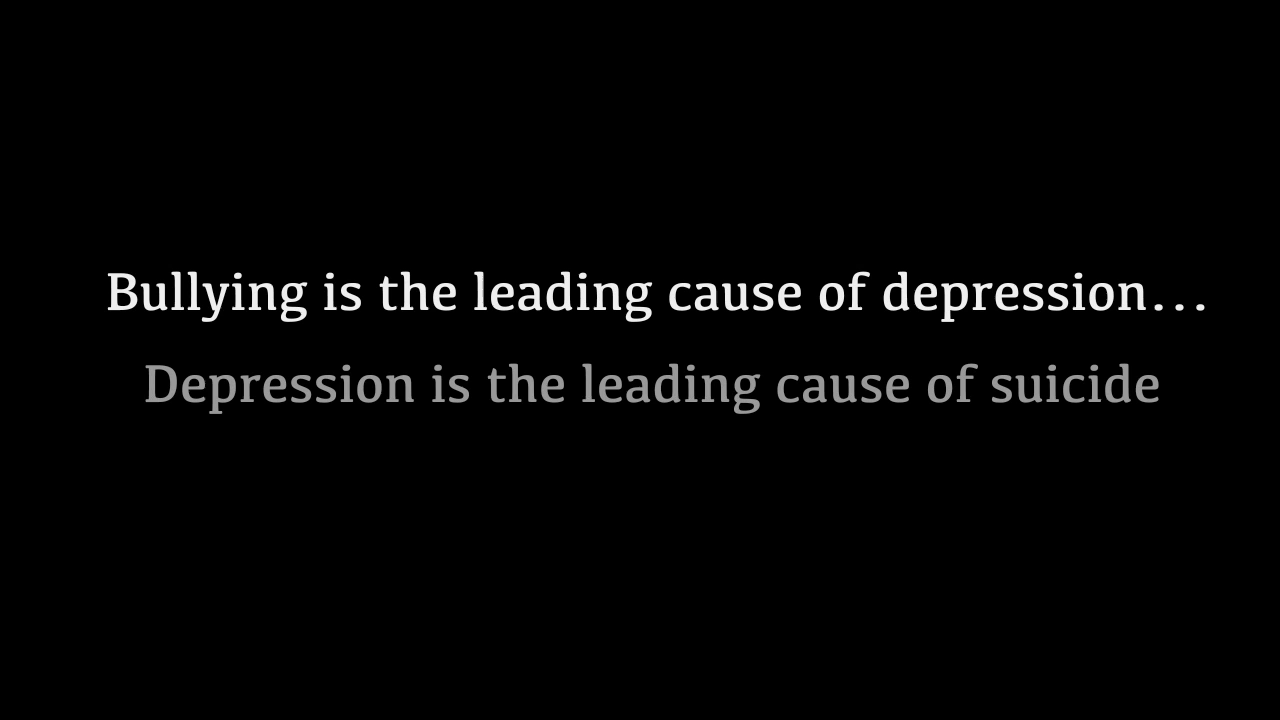 Bullying is the leading cause of depression...
Depression is the leading cause of suicide